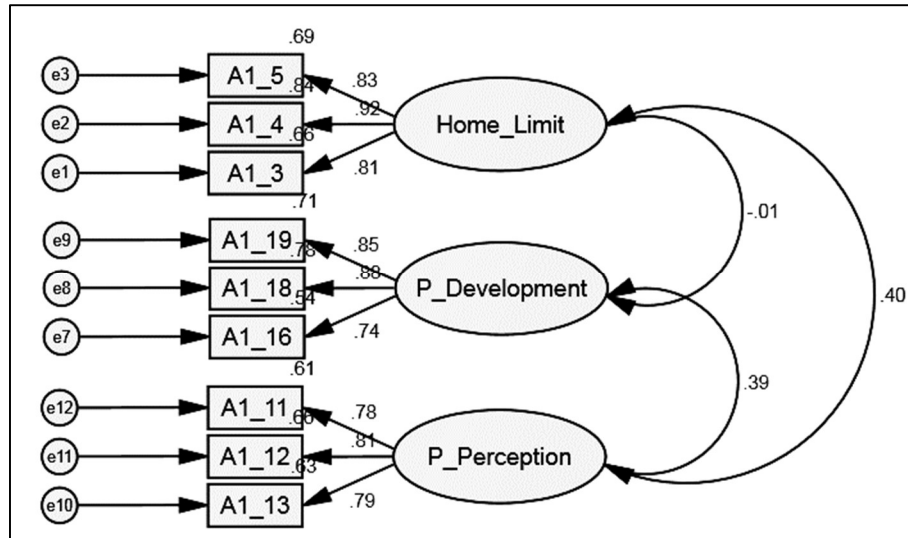 .69
e3 A1_5 .83
.84
e2 A1_4 .92 Home_Limit
.66
e1 A1_3 .81
.71
-.01
e9 A1_19 .85
.78
e8 A1_18 .88 P_Development
.54
.40
e7 A1_16 .74
.61
.39
e12 A1_11 .78
.66
e11 A1_12 .81 P_Perception
.63
e10 A1_13 .79